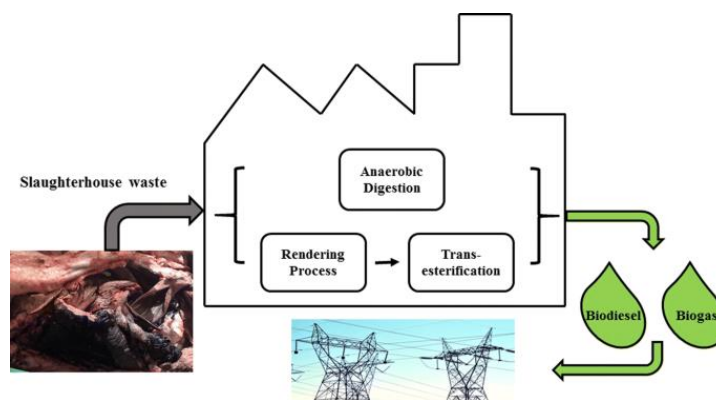 Slaughterhouse waste
Anaerobic
Digestion
Rendering
Process
Trans-
esterification
Biodiesel
Biogas